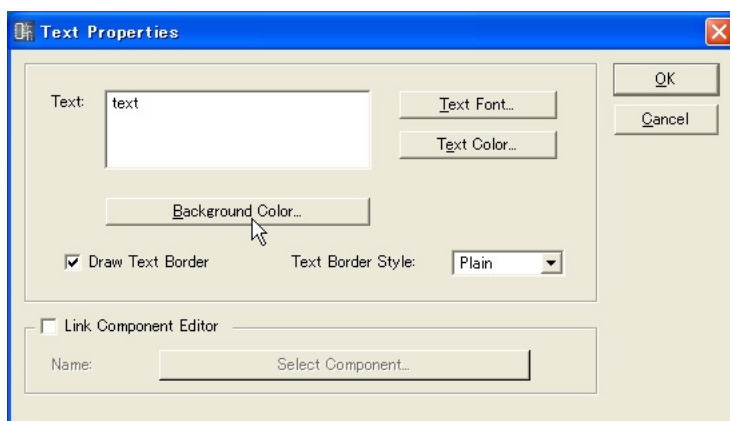 Text Properties
Text: text
Text Font...
Text Color...
Background Color...
Draw Text Border
Text Border Style: Plain
Link Component Editor
Name: Select Component...
OK
Cancel